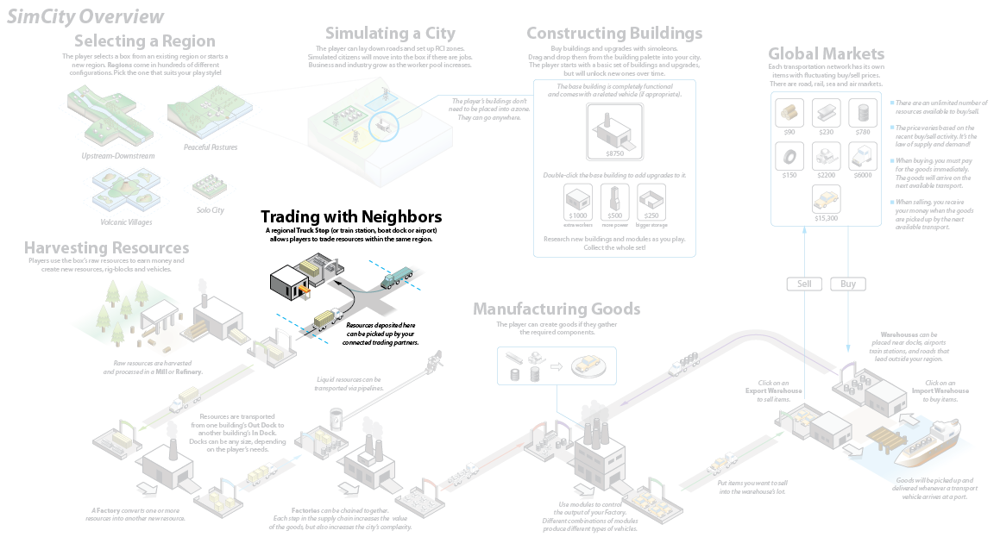 SimCity Overview
Selecting a Region
The player selects a box from an existing region or starts a
new region. Regions come in hundreds of different
configurations. Pick the one that suits your play style!
Upstream-Downstream
Peaceful Pastures
Volcanic Villages
Solo City
Simulating a City
The player can lay down roads and set up RCI zones.
Simulated citizens will move into the box if there are jobs.
Business and industry grow as the worker pool increases.
The player's buildings don't
need to be placed into a zone.
They can go anywhere.
Constructing Buildings
Buy buildings and upgrades with simoleans.
Drag and drop them from the building palette into your city.
The player starts with a basic set of buildings and upgrades,
but will unlock new ones over time.
The base building is completely functional
and comes with a related vehicle (if appropriate).
$8750
Double-click the base building to add upgrades to it.
$1000
$500
$250
extra workers
more power
bigger storage
Research new buildings and modules as you play.
Collect the whole set!
Global Markets
Each transportation network has its own
items with fluctuating buy/sell prices.
There are road, rail, sea and air markets.
$90
$230
$780
$150
$2200
$6000
$15,300
There are an unlimited number of
resources available to buy/sell.
The price varies based on the
recent buy/sell activity. It's the
law of supply and demand!
When buying, you must pay
for the goods immediately.
The goods will arrive on the
next available transport.
When selling, you receive
your money when the goods
are picked up by the next
available transport.
Sell
Buy
Trading with Neighbors
A regional Truck Stop (or train station, boat dock or airport)
allows players to trade resources within the same region.
Resources deposited here
can be picked up by your
connected trading partners.
Harvesting Resources
Players use the box's raw resources to earn money and
create new resources, rig-blocks and vehicles.
Raw resources are harvested
and processed in a Mill or Refinery.
Liquid resources can be
transported via pipelines.
Resources are transported
from one building's Out Dock to
another building's In Dock.
Docks can be any size, depending
on the player's needs.
A Factory converts one or more
resources into another new resource.
Factories can be chained together.
Each step in the supply chain increases the value
of the goods, but also increases the city's complexity.
Manufacturing Goods
The player can create goods if they gather
the required components.
Use modules to control
the output of your Factory.
Different combinations of modules
produce different types of vehicles.
Warehouses can be
placed near docks, airports
train stations, and roads that
lead outside your region.
Click on an
Export Warehouse
to sell items.
Click on an
Import Warehouse
to buy items.
Put items you want to sell
into the warehouse's lot.
Goods will be picked up and
delivered whenever a transport
vehicle arrives at a port.